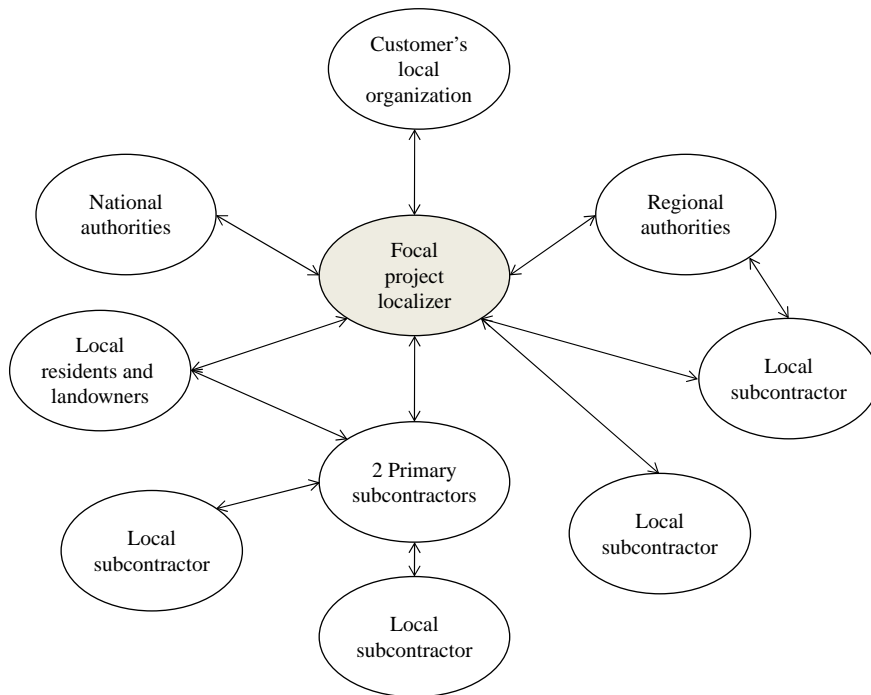 Customer's
local
organization
National
authorities
Regional
authorities
Focal
project
localizer
Local
residents and
landowners
Local
subcontractor
2 Primary
subcontractors
Local
subcontractor
Local
subcontractor
Local
subcontractor